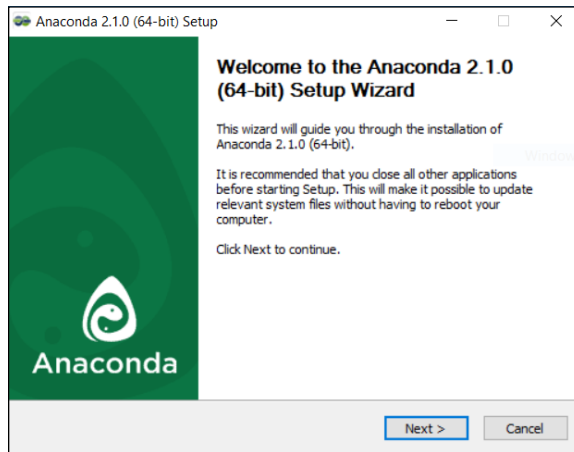 Anaconda 2.1.0 (64-bit) Setup
Welcome to the Anaconda 2.1.0
(64-bit) Setup Wizard
This wizard will guide you through the installation of
Anaconda 2.1.0 (64-bit).
Window
It is recommended that you close all other applications
before starting Setup. This will make it possible to update
relevant system files without having to reboot your
computer.
Click Next to continue.
Anaconda
Next >
Cancel